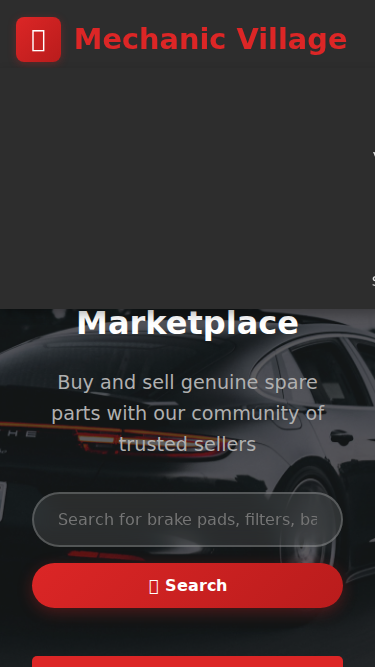 Mechanic Village
Marketplace
Buy and sell genuine spare
parts with our community of
trusted sellers
Search for brake pads, filters, ba
Search